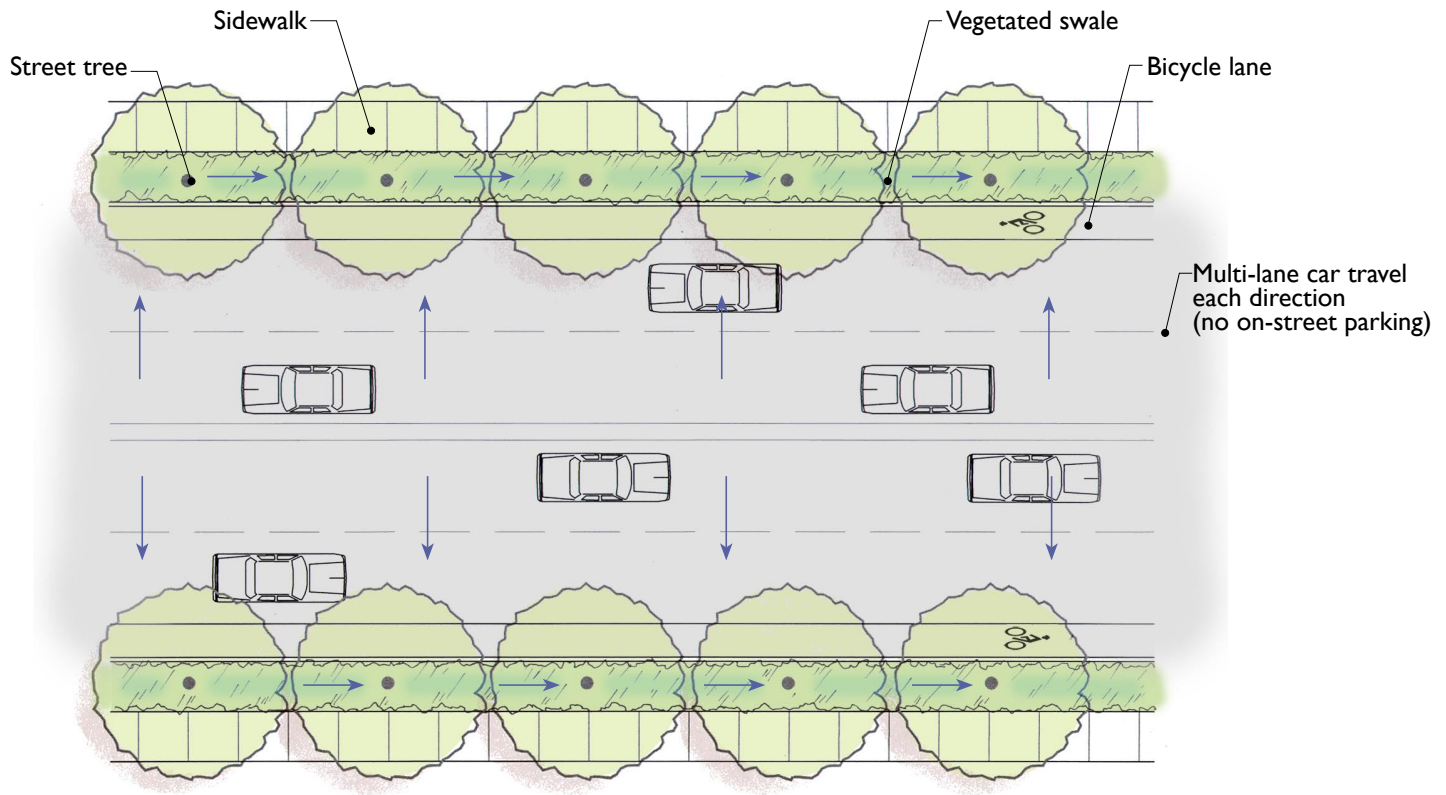 Sidewalk
Vegetated swale
Street tree
Bicycle lane
Multi-lane car travel
each direction
(no on-street parking)